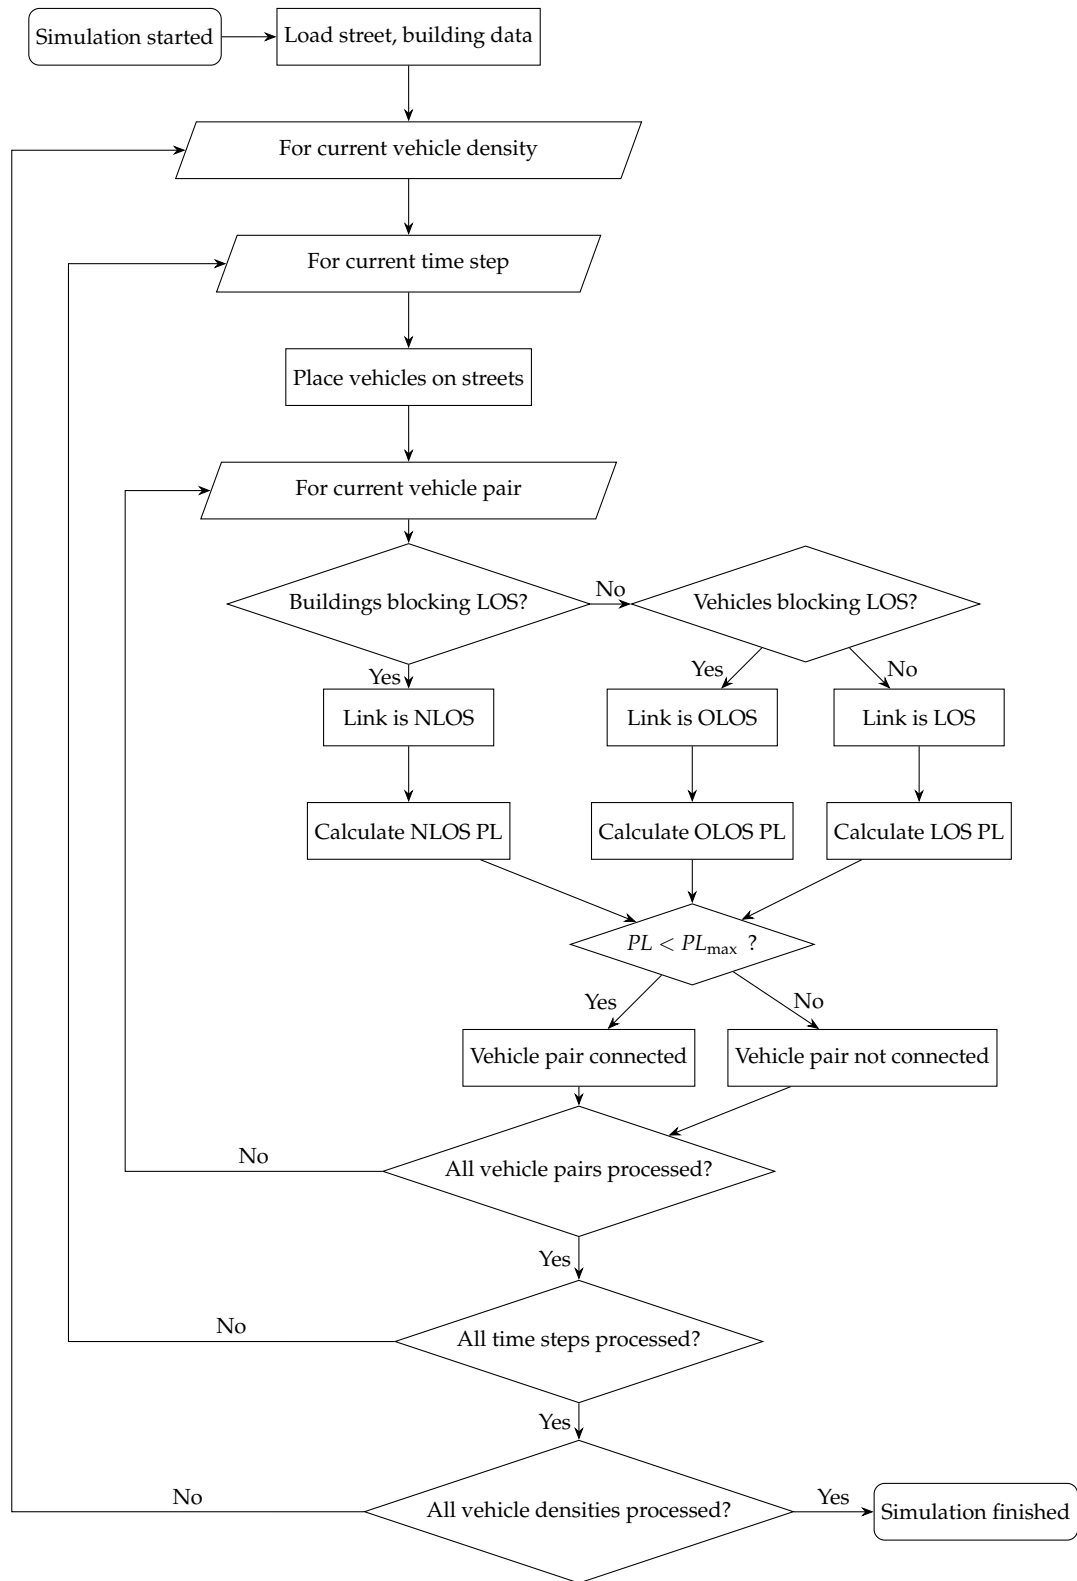 Simulation started
Load street, building data
For current vehicle density
For current time step
Place vehicles on streets
For current vehicle pair
Buildings blocking LOS?
No
Vehicles blocking LOS?
Yes
Yes
No
Link is NLOS
Link is OLOS
Link is LOS
Calculate NLOS PL
Calculate OLOS PL
Calculate LOS PL
PL < PLmax ?
Yes
No
Vehicle pair connected
Vehicle pair not connected
No
All vehicle pairs processed?
Yes
No
All time steps processed?
Yes
No
All vehicle densities processed?
Yes
Simulation finished